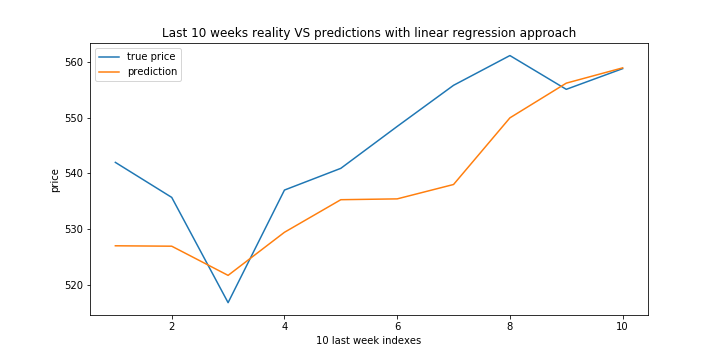 Last 10 weeks reality VS predictions with linear regression approach
true price
prediction
560
550
540
530
520
price
2
4
6
8
10
10 last week indexes